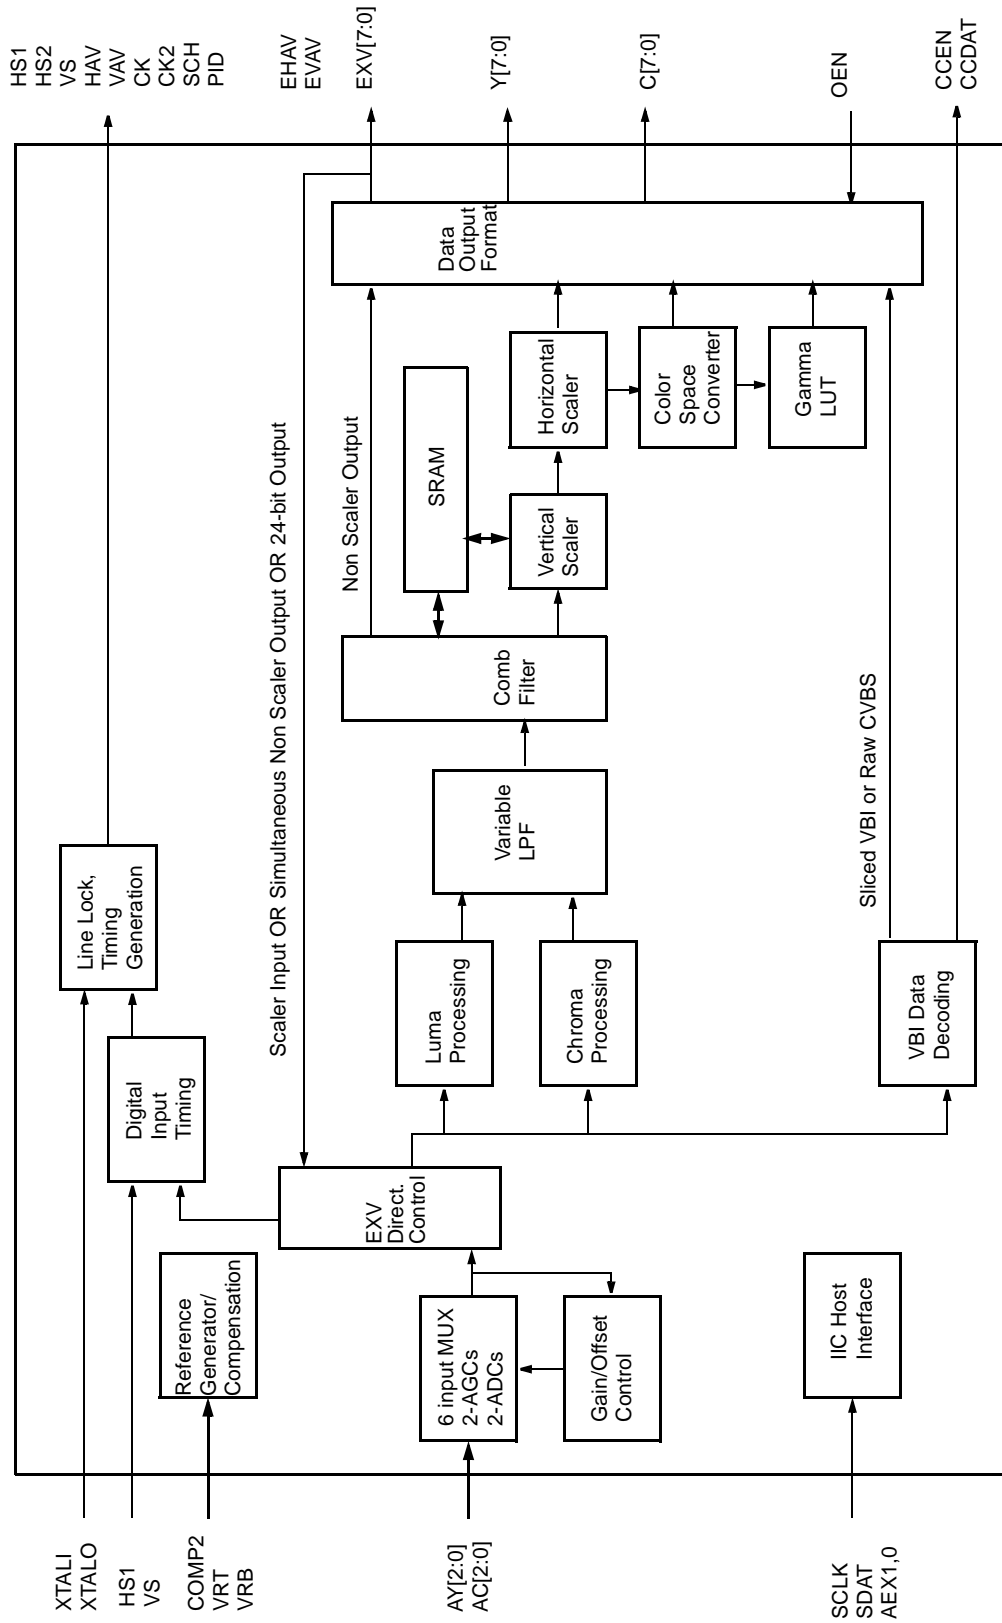 HS1
HS2
VS
HAV
VAV
CK
CK2
SCH
PID
EHAV
EVAV
EXV[7:0]
Y[7:0]
C[7:0]
OEN
CCEN
CCDAT
Data
Output
Format
Horizontal
Scaler
Color
Space
Converter
Gamma
LUT
SRAM
Vertical
Scaler
Non Scaler Output
Scaler Input OR Simultaneous Non Scaler Output OR 24-bit Output
Comb
Filter
Variable
LPF
Sliced VBI or Raw CVBS
Line Lock,
Timing
Generation
Luma
Processing
Chroma
Processing
VBI Data
Decoding
Digital
Input
Timing
EXV
Direct.
Control
Reference
Generator/
Compensation
6 input MUX
2-AGCs
2-ADCs
Gain/Offset
Control
IIC Host
Interface
XTALI
XTALO
HS1
VS
COMP2
VRT
VRB
AY[2:0]
AC[2:0]
SCLK
SDAT
AEX1,0